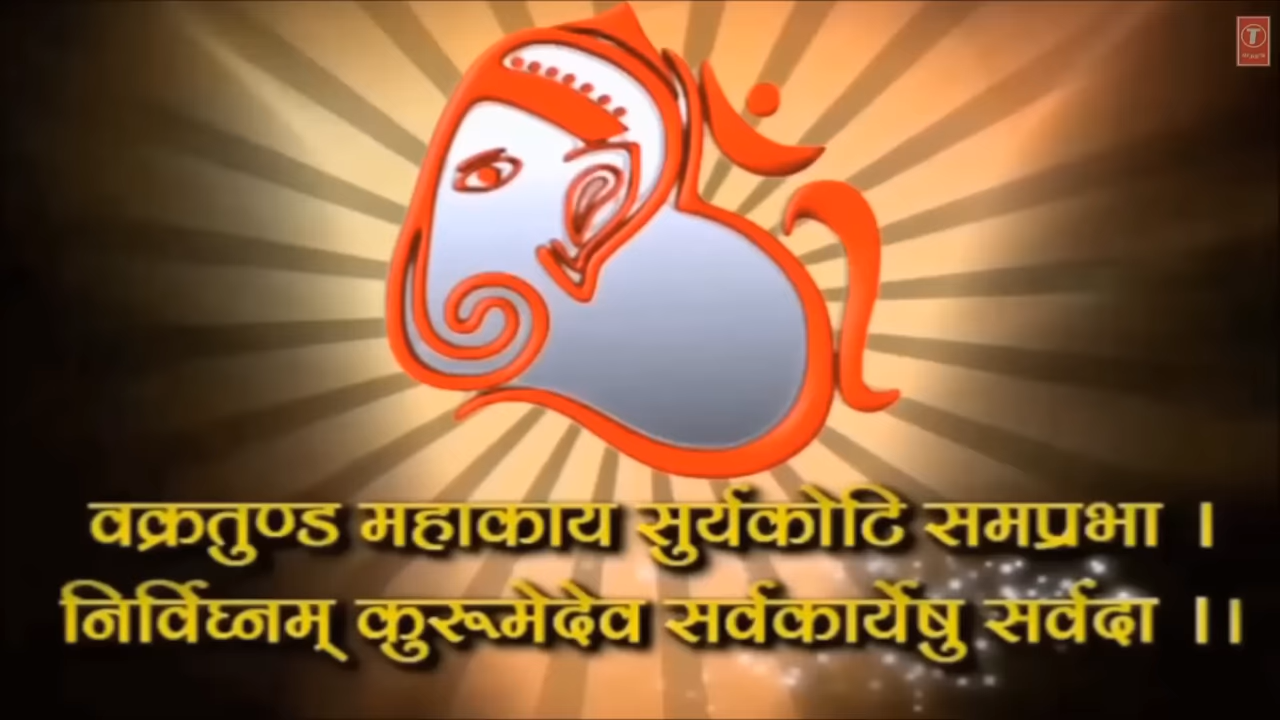 वक्रतुण्ड महाकाय सुर्यकोटि समप्रभा ।
निर्विघ्नम् कुरूमेदेव सर्वकार्येषु सर्वदा ।।